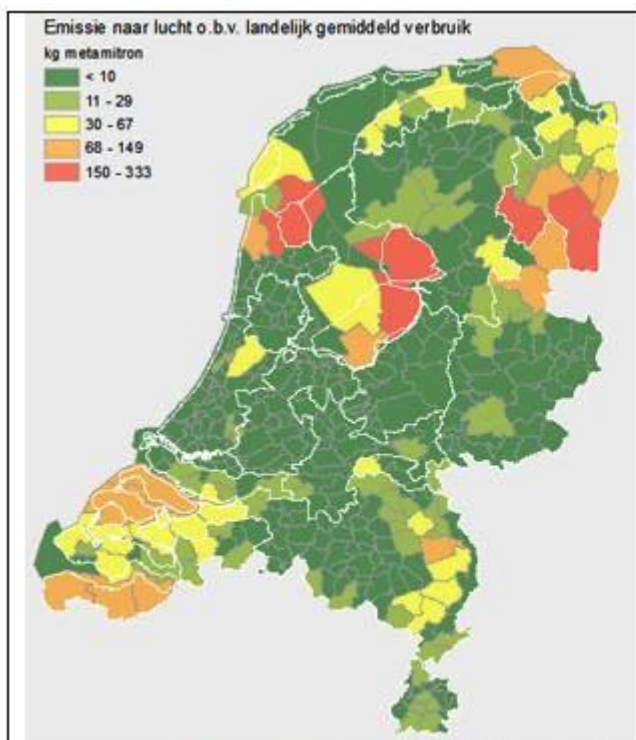 Emissie naar lucht o.b.v. landelijk gemiddeld verbruik
kg metamitron
< 10
11 - 29
30 - 67
68 - 149
150 - 333